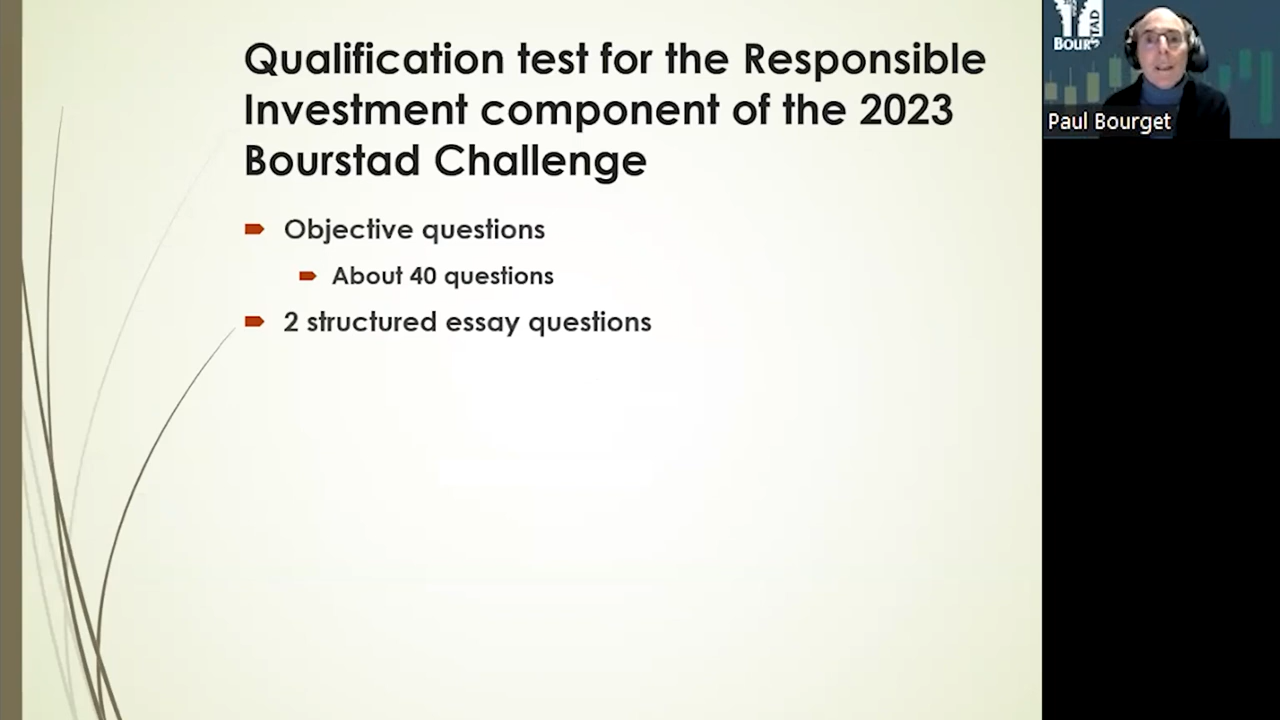 Qualification test for the Responsible
Investment component of the 2023
Bourstad Challenge
Objective questions
About 40 questions
2 structured essay questions
Paul Bourget